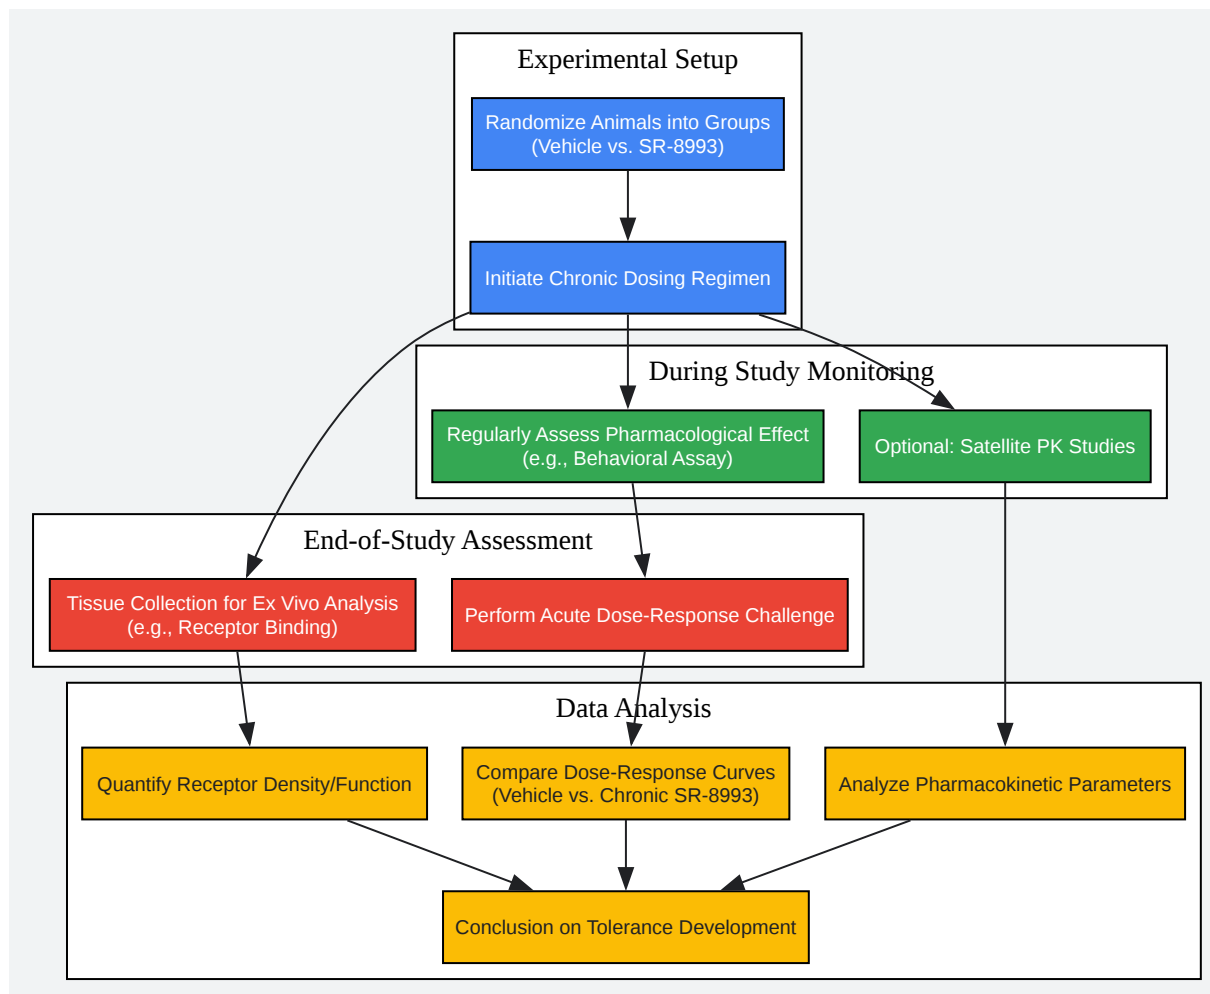 Experimental Setup
Randomize Animals into Groups
(Vehicle vs. SR-8993)
Initiate Chronic Dosing Regimen
During Study Monitoring
Regularly Assess Pharmacological Effect
(e.g., Behavioral Assay)
Optional: Satellite PK Studies
End-of-Study Assessment
Tissue Collection for Ex Vivo Analysis
(e.g., Receptor Binding)
Perform Acute Dose-Response Challenge
Data Analysis
Quantify Receptor Density/Function
Compare Dose-Response Curves
(Vehicle vs. Chronic SR-8993)
Analyze Pharmacokinetic Parameters
Conclusion on Tolerance Development